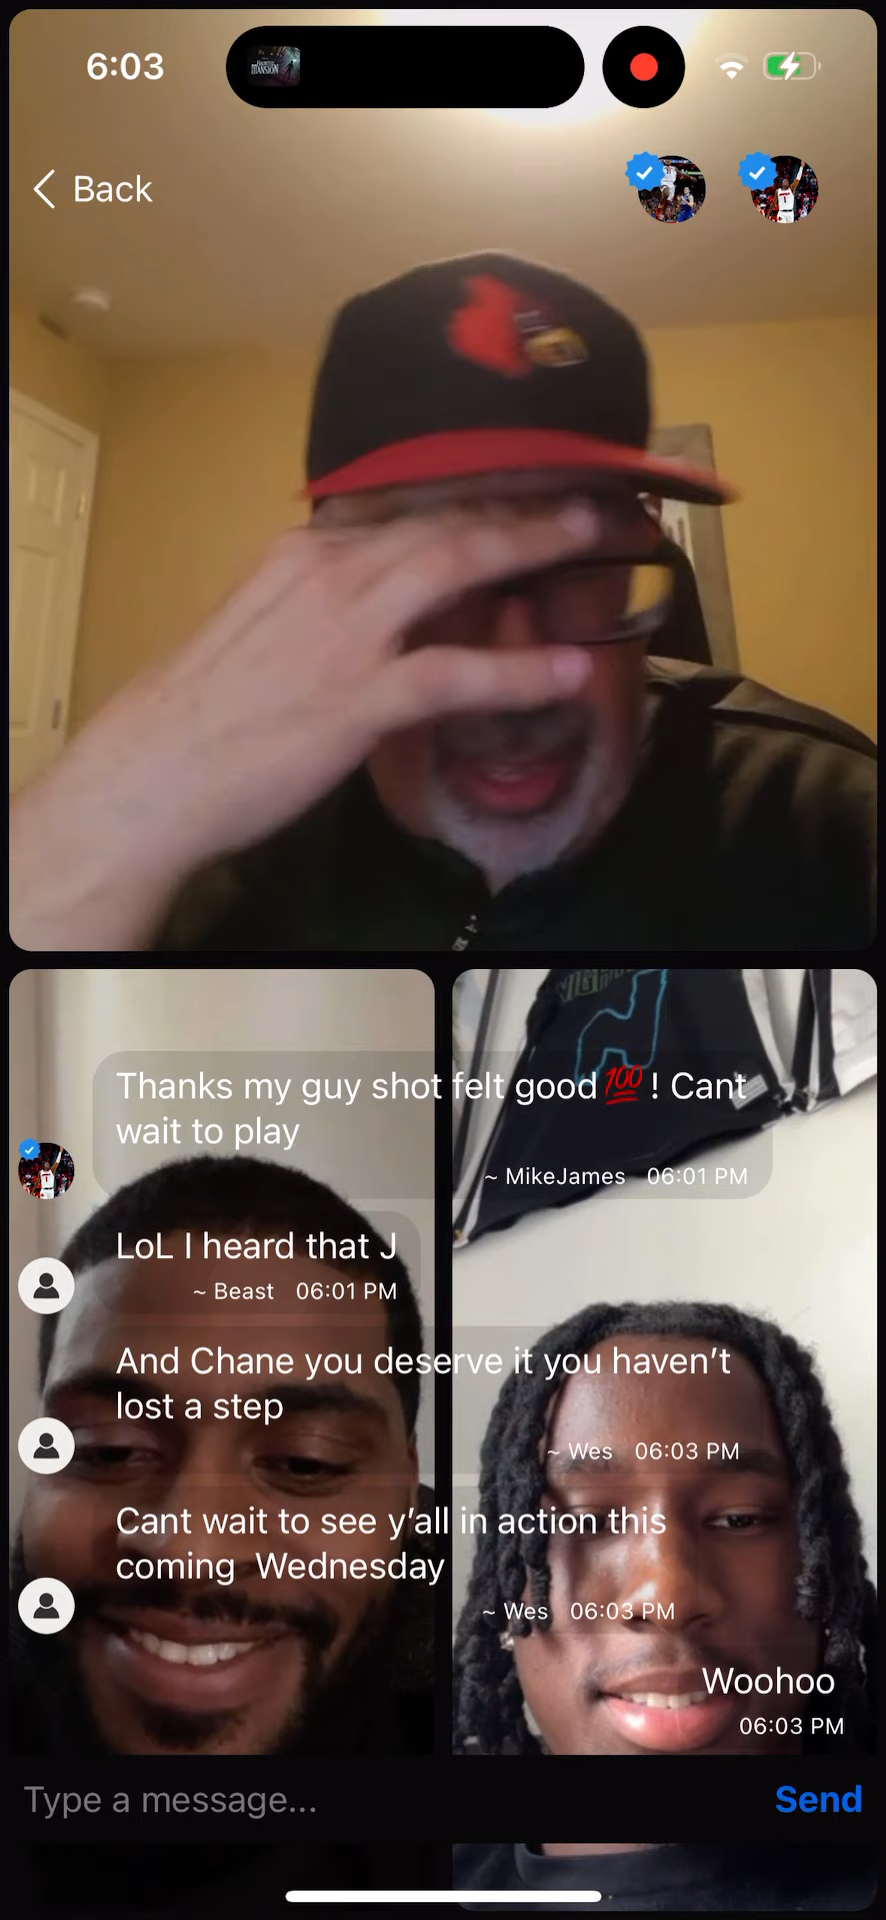 6:03
HAUNTED
MANSION
Back
Thanks my guy shot felt good💯! Cant
wait to play
~ MikeJames 06:01 PM
LoL I heard that J
~ Beast 06:01 PM
And Chane you deserve it you haven’t
lost a step
~ Wes 06:03 PM
Cant wait to see y’all in action this
coming  Wednesday
~ Wes 06:03 PM
Woohoo
06:03 PM
Type a message...
Send